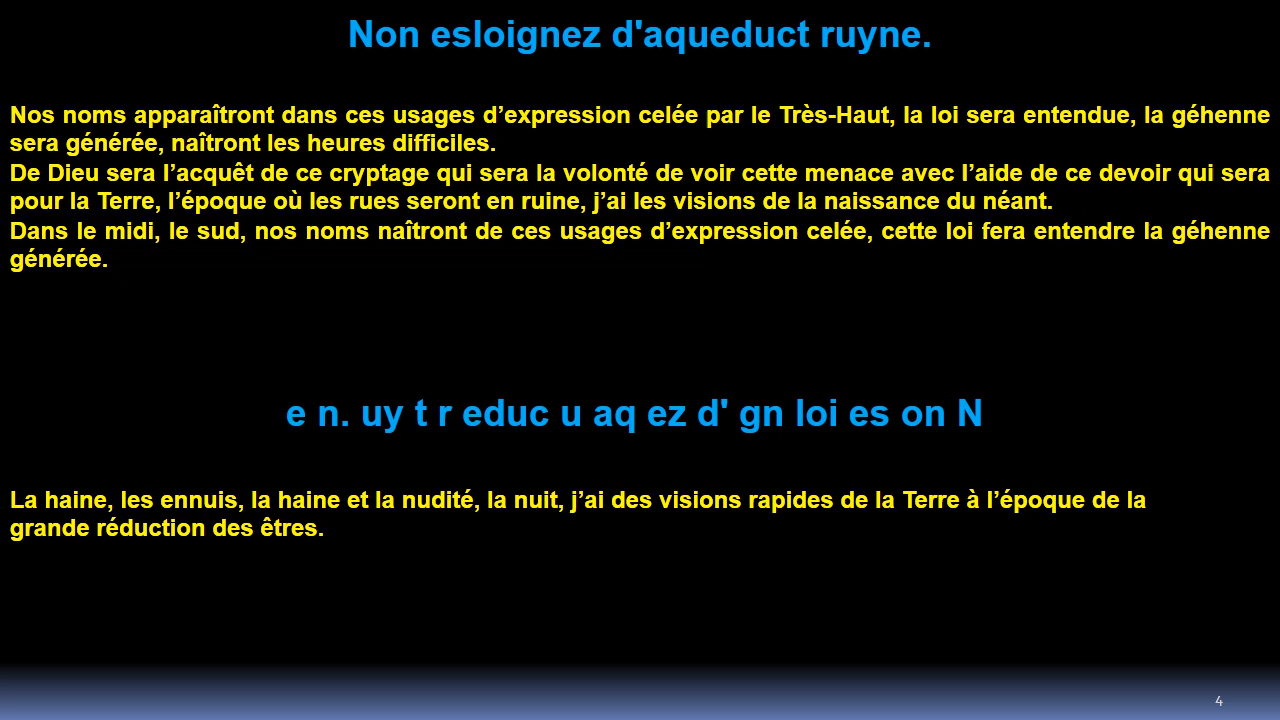 Non esloignez d'aqueduct ruyne.
Nos noms apparaîtront dans ces usages d’expression celée par le Très-Haut, la loi sera entendue, la géhenne
sera générée, naîtront les heures difficiles.
De Dieu sera l’acquêt de ce cryptage qui sera la volonté de voir cette menace avec l’aide de ce devoir qui sera
pour la Terre, l’époque où les rues seront en ruine, j’ai les visions de la naissance du néant.
Dans le midi, le sud, nos noms naîtront de ces usages d’expression celée, cette loi fera entendre la géhenne
générée.
e n. uy t r educ u aq ez d' gn loi es on N
La haine, les ennuis, la haine et la nudité, la nuit, j’ai des visions rapides de la Terre à l’époque de la
grande réduction des êtres.
4